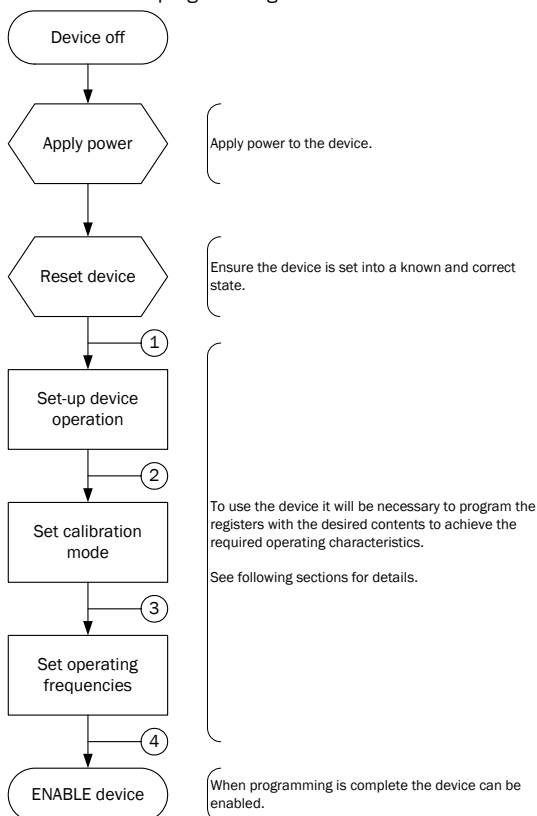 Device off
Apply power
Apply power to the device.
Reset device
Ensure the device is set into a known and correct
state.
1
Set-up device
operation
2
Set calibration
mode
3
Set operating
frequencies
4
To use the device it will be necessary to program the
registers with the desired contents to achieve the
required operating characteristics.
See following sections for details.
ENABLE device
When programming is complete the device can be
enabled.